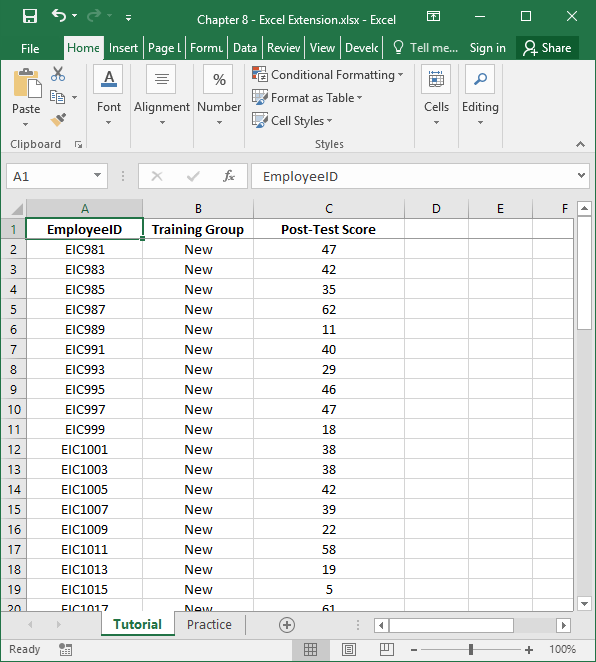 Chapter 8 - Excel Extension.xlsx - Excel
File Home Insert Page L Formu Data Review View Develc Tell me... Sign in Share
Paste Font Alignment Number Conditional Formatting Format as Table Cell Styles Cells Editing
Clipboard Styles
A1 fx EmployeeID
A B C D E F
1 EmployeeID Training Group Post-Test Score
2 EIC981 New 47
3 EIC983 New 42
4 EIC985 New 35
5 EIC987 New 62
6 EIC989 New 11
7 EIC991 New 40
8 EIC993 New 29
9 EIC995 New 46
10 EIC997 New 47
11 EIC999 New 18
12 EIC1001 New 38
13 EIC1003 New 38
14 EIC1005 New 42
15 EIC1007 New 39
16 EIC1009 New 22
17 EIC1011 New 58
18 EIC1013 New 19
19 EIC1015 New 5
20 EIC1017 New 61
Tutorial Practice
Ready 100%